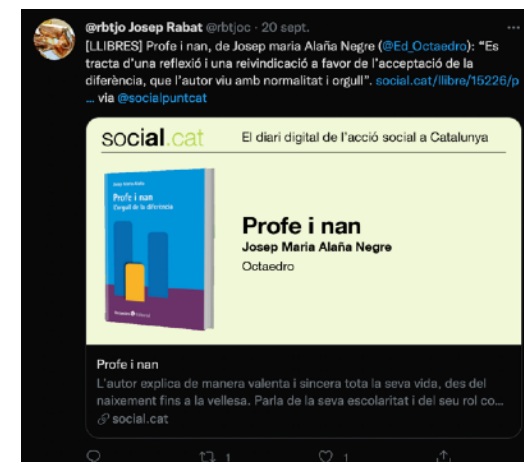 @rbtjo Josep Rabat @rbtjoc · 20 sept.
[LLIBRES] Profe i nan, de Josep maria Alaña Negre (@Ed_Octaedro): “Es
tracta d’una reflexió i una reivindicació a favor de l’acceptació de la
diferència, que l’autor viu amb normalitat i orgull”. social.cat/llibre/15226/p
... via @socialpuntcat
social.cat
El diari digital de l’acció social a Catalunya
Profe i nan
L’orgull de la diferència
Profe i nan
Josep Maria Alaña Negre
Octaedro
Profe i nan
L’autor explica de manera valenta i sincera tota la seva vida, des del
naixement fins a la vellesa. Parla de la seva escolaritat i del seu rol co...
social.cat
1
1